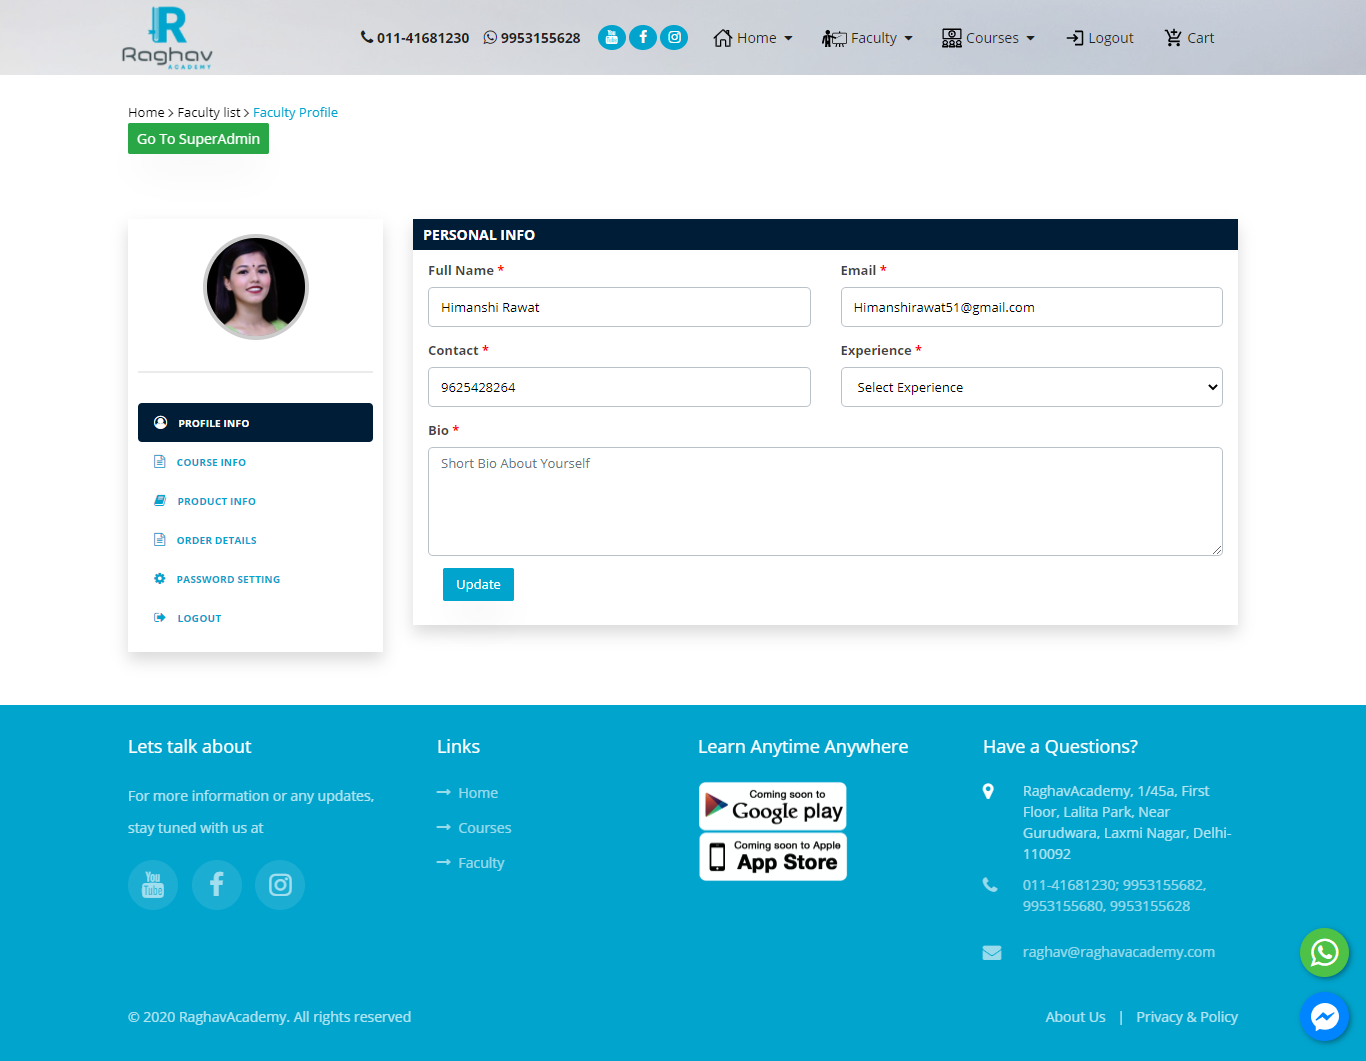 Raghav
ACADEMY
011-41681230
9953155628
Home
Faculty
Courses
Logout
Cart
Home > Faculty list > Faculty Profile
Go To SuperAdmin
PROFILE INFO
COURSE INFO
PRODUCT INFO
ORDER DETAILS
PASSWORD SETTING
LOGOUT
PERSONAL INFO
Full Name *
Himanshi Rawat
Email *
Himanshirawat51@gmail.com
Contact *
9625428264
Experience *
Select Experience
Bio *
Short Bio About Yourself
Update
Lets talk about
For more information or any updates,
stay tuned with us at
You
Tube
Links
Home
Courses
Faculty
Learn Anytime Anywhere
Coming soon to
Google play
Coming soon to Apple
App Store
Have a Questions?
RaghavAcademy, 1/45a, First
Floor, Lalita Park, Near
Gurudwara, Laxmi Nagar, Delhi-
110092
011-41681230; 9953155682,
9953155680, 9953155628
raghav@raghavacademy.com
© 2020 RaghavAcademy. All rights reserved
About Us | Privacy & Policy